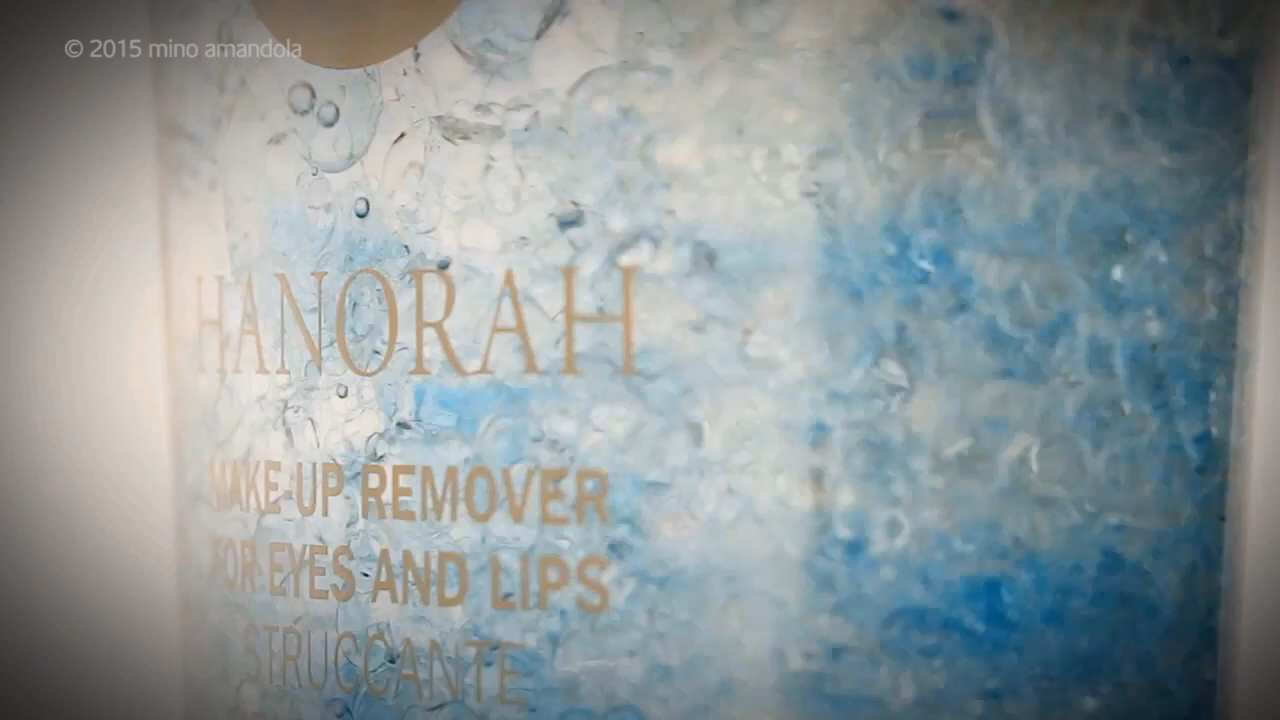 © 2015 mino amandola
HANORAH
MAKE-UP REMOVER
FOR EYES AND LIPS
STRUCCANTE